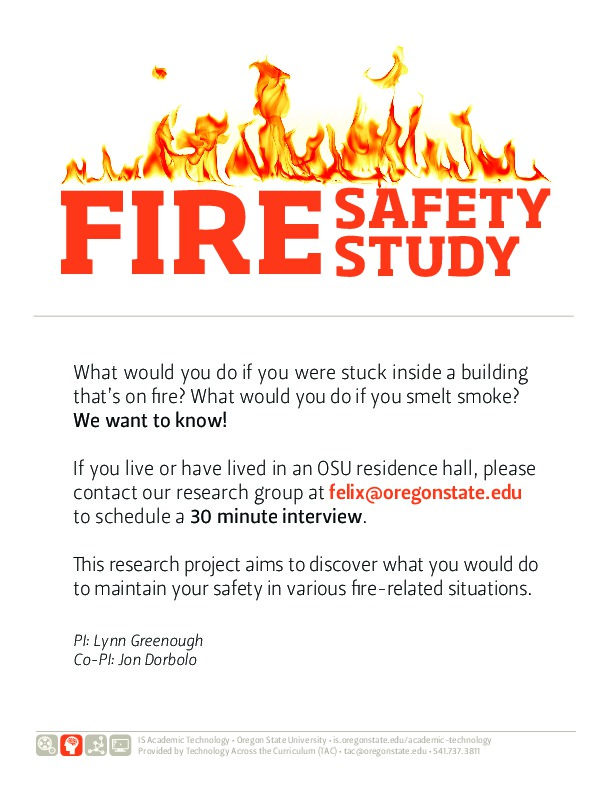 FIRE SAFETY STUDY
What would you do if you were stuck inside a building
that's on fire? What would you do if you smelt smoke?
We want to know!
If you live or have lived in an OSU residence hall, please
contact our research group at felix@oregonstate.edu
to schedule a 30 minute interview.
This research project aims to discover what you would do
to maintain your safety in various fire-related situations.
PI: Lynn Greenough
Co-PI: Jon Dorbolo
IS Academic Technology • Oregon State University • is.oregonstate.edu/academic-technology
Provided by Technology Across the Curriculum (TAC) • tac@oregonstate.edu • 541.737.3811